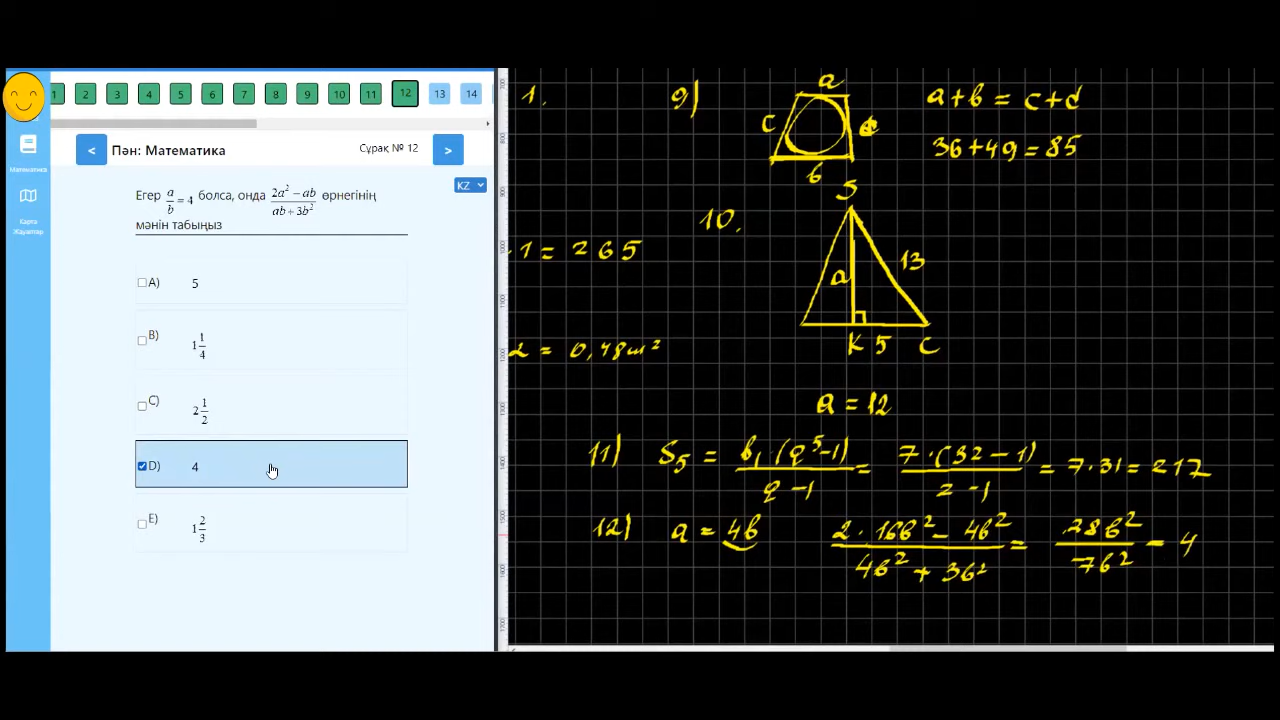 1 2 3 4 5 6 7 8 9 10 11 12 13 14
Математика
Карта
< Пән: Математика Сұрақ № 12 >
KZ
Егер a/b = 4 болса, онда (2a² − ab)/(ab + 3b²) өрнегінің
мәнін табыңыз
A) 5
B) 1 1/4
C) 2 1/2
D) 4
E) 1 2/3
1.
· 1 = 265
2 = 0,48 м²
9)
a
c
d
b
a + b = c + d
36 + 49 = 85
10.
S
a
13
K 5 C
a = 12
11) S₅ = b₁ (q⁵ − 1)/(q − 1) = 7 · (32 − 1)/(2 − 1) = 7 · 31 = 217
12) a = 4b (2 · 16b² − 4b²)/(4b² + 3b²) = 28b²/7b² = 4